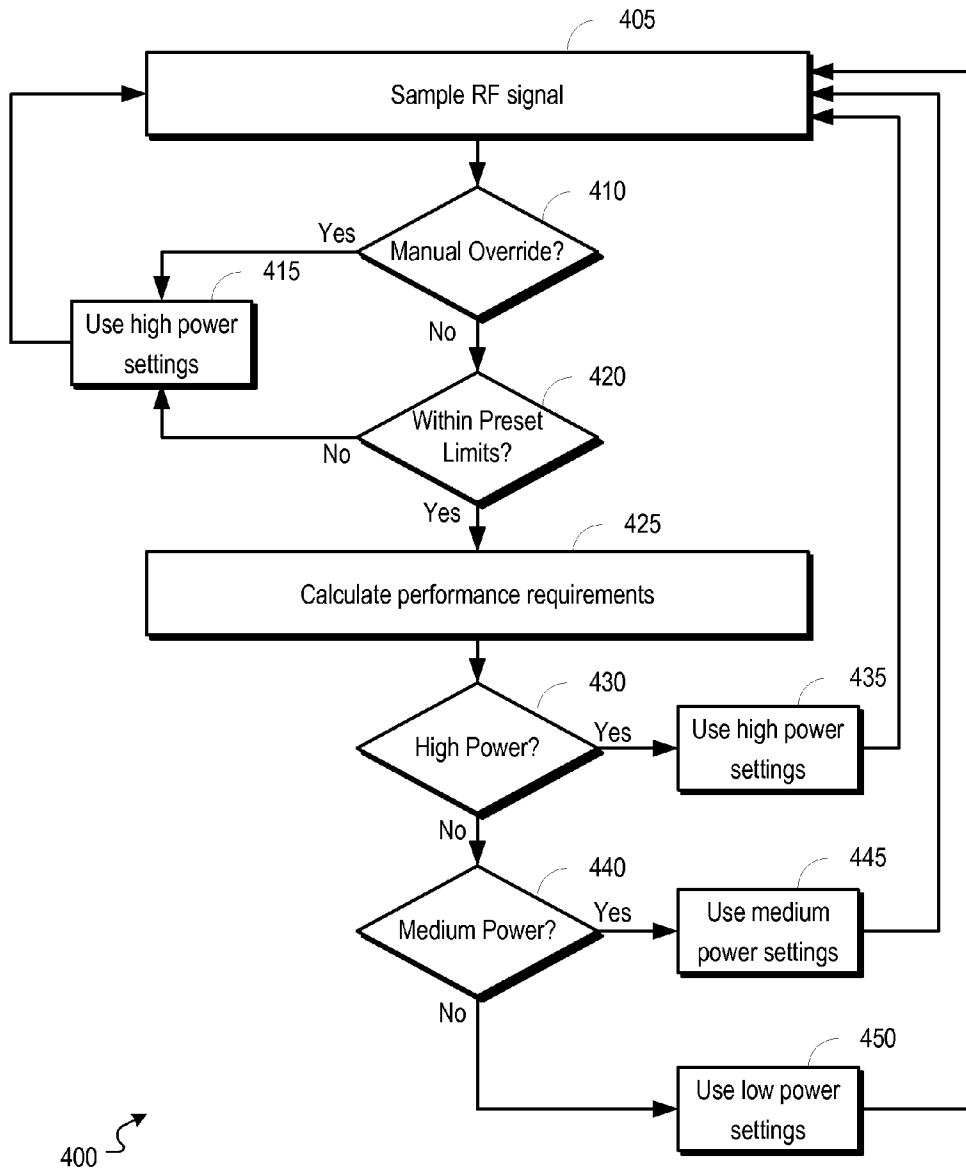 405
Sample RF signal
410
Yes
Manual Override?
415
Use high power
settings
No
420
Within Preset
Limits?
No
Yes
425
Calculate performance requirements
430
435
High Power?
Yes
Use high power
settings
No
440
445
Medium Power?
Yes
Use medium
power settings
No
450
Use low power
settings
400